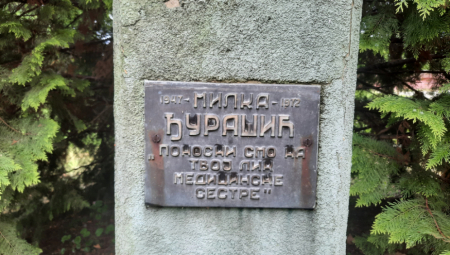 1947 - МИЛКА - 1972
ЂУРАШИЋ
„ПОНОСНИ СМО НА
ТВОЈ ЛИК
МЕДИЦИНСКЕ
СЕСТРЕ"